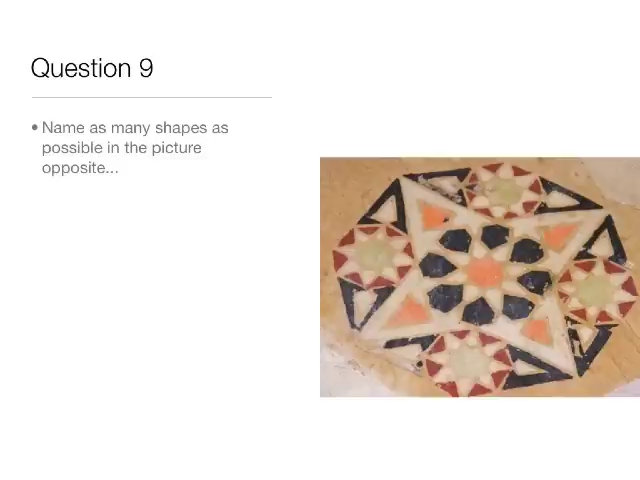 Question 9
• Name as many shapes as
possible in the picture
opposite...